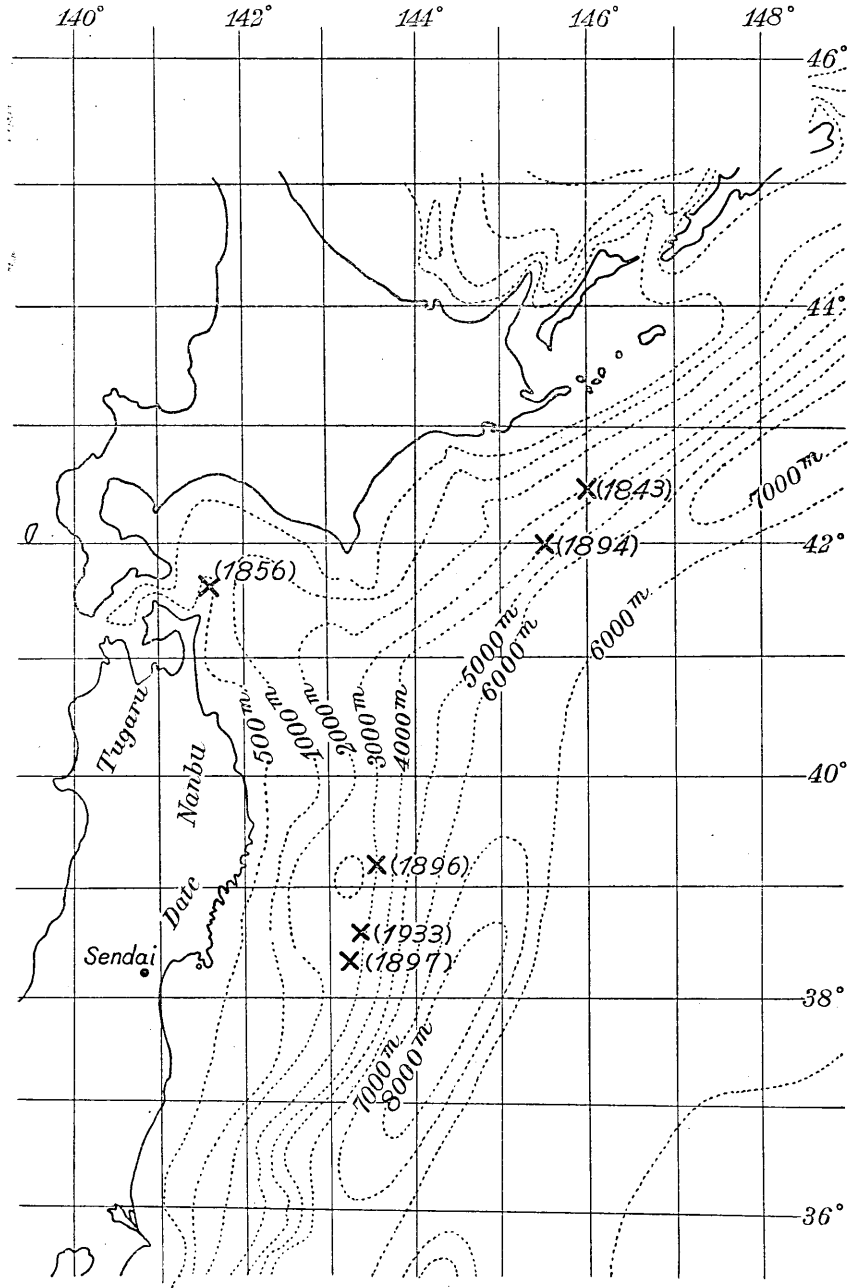 140° 142° 144° 146° 148°
46°
44°
7000m
(1843)
(1894)
42°
(1856)
5000m
6000m
6000m
500m
1000m
2000m
3000m
4000m
Tugaru
Nanbu
40°
(1896)
Date
(1933)
Sendai
(1897)
38°
7000m
8000m
36°